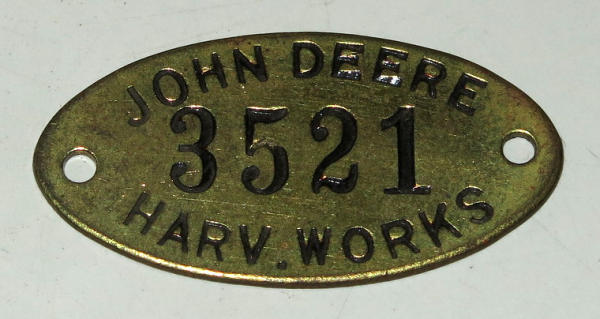 JOHN DEERE
3521
HARV. WORKS